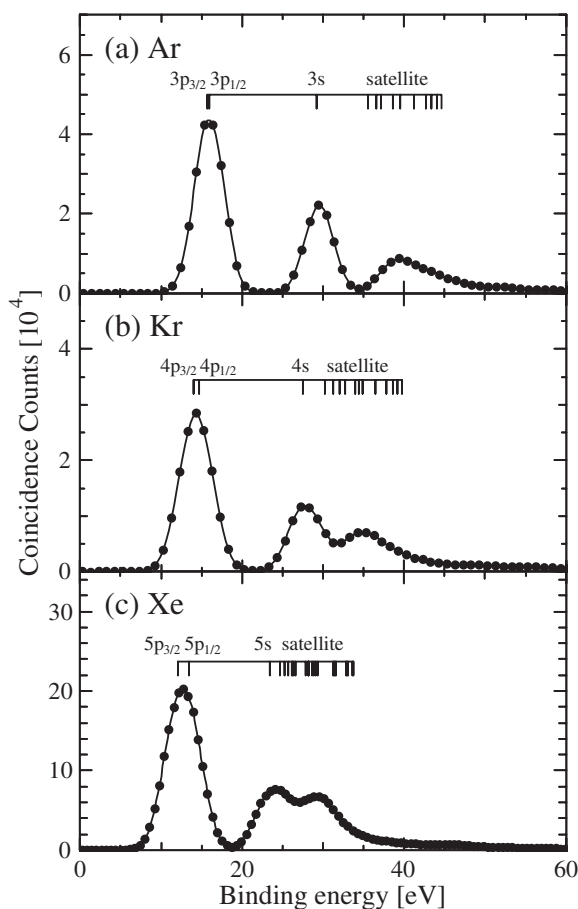 (a) Ar
3p3/2 3p1/2 3s satellite
6
4
2
0
(b) Kr
4p3/2 4p1/2 4s satellite
4
2
0
(c) Xe
5p3/2 5p1/2 5s satellite
30
20
10
0
0 20 40 60
Binding energy [eV]
Coincidence Counts [10^4]